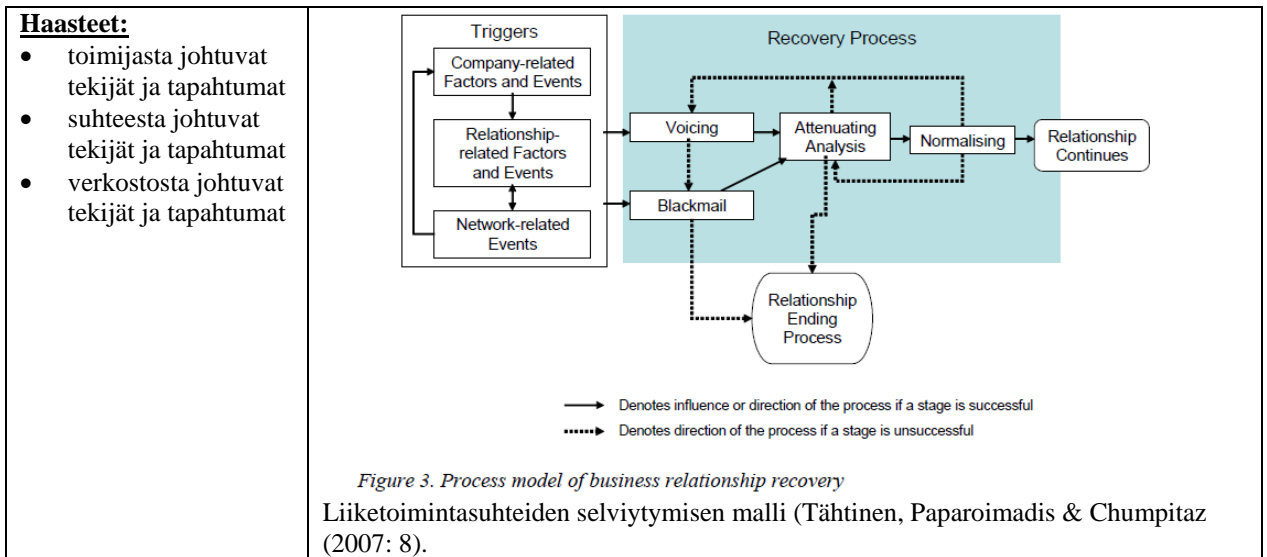 Haasteet:
• toimijasta johtuvat
tekijät ja tapahtumat
• suhteesta johtuvat
tekijät ja tapahtumat
• verkostosta johtuvat
tekijät ja tapahtumat
Triggers
Company-related
Factors and Events
Relationship-
related Factors
and Events
Network-related
Events
Recovery Process
Voicing
Blackmail
Attenuating
Analysis
Normalising
Relationship
Continues
Relationship
Ending
Process
Denotes influence or direction of the process if a stage is successful
Denotes direction of the process if a stage is unsuccessful
Figure 3. Process model of business relationship recovery
Liiketoimintasuhteiden selviytymisen malli (Tähtinen, Paparoimadis & Chumpitaz
(2007: 8).